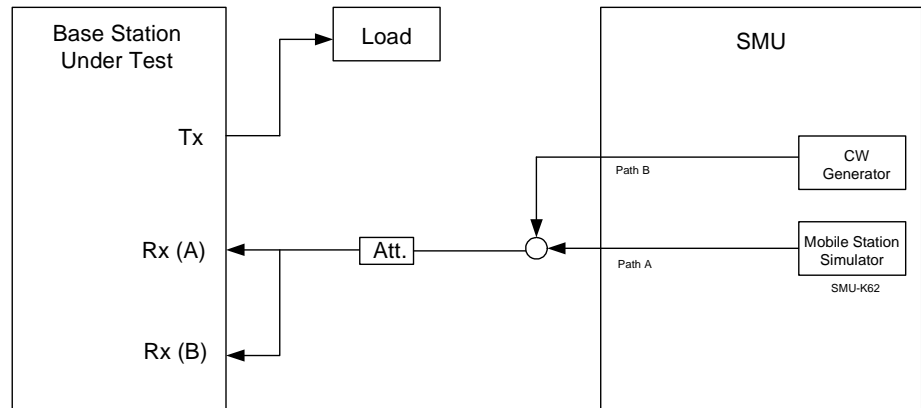 Base Station
Under Test
Load
SMU
Tx
CW
Generator
Path B
Rx (A)
Att.
Mobile Station
Simulator
Path A
SMU-K62
Rx (B)